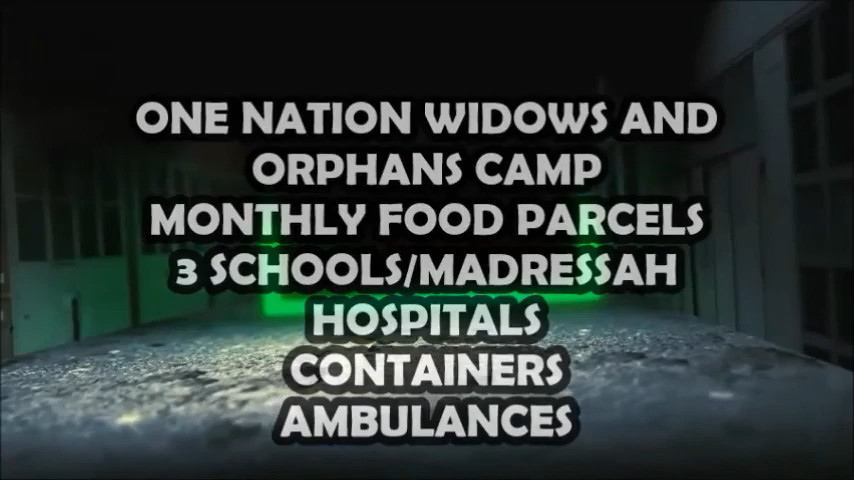 ONE NATION WIDOWS AND
ORPHANS CAMP
MONTHLY FOOD PARCELS
3 SCHOOLS/MADRESSAH
HOSPITALS
CONTAINERS
AMBULANCES